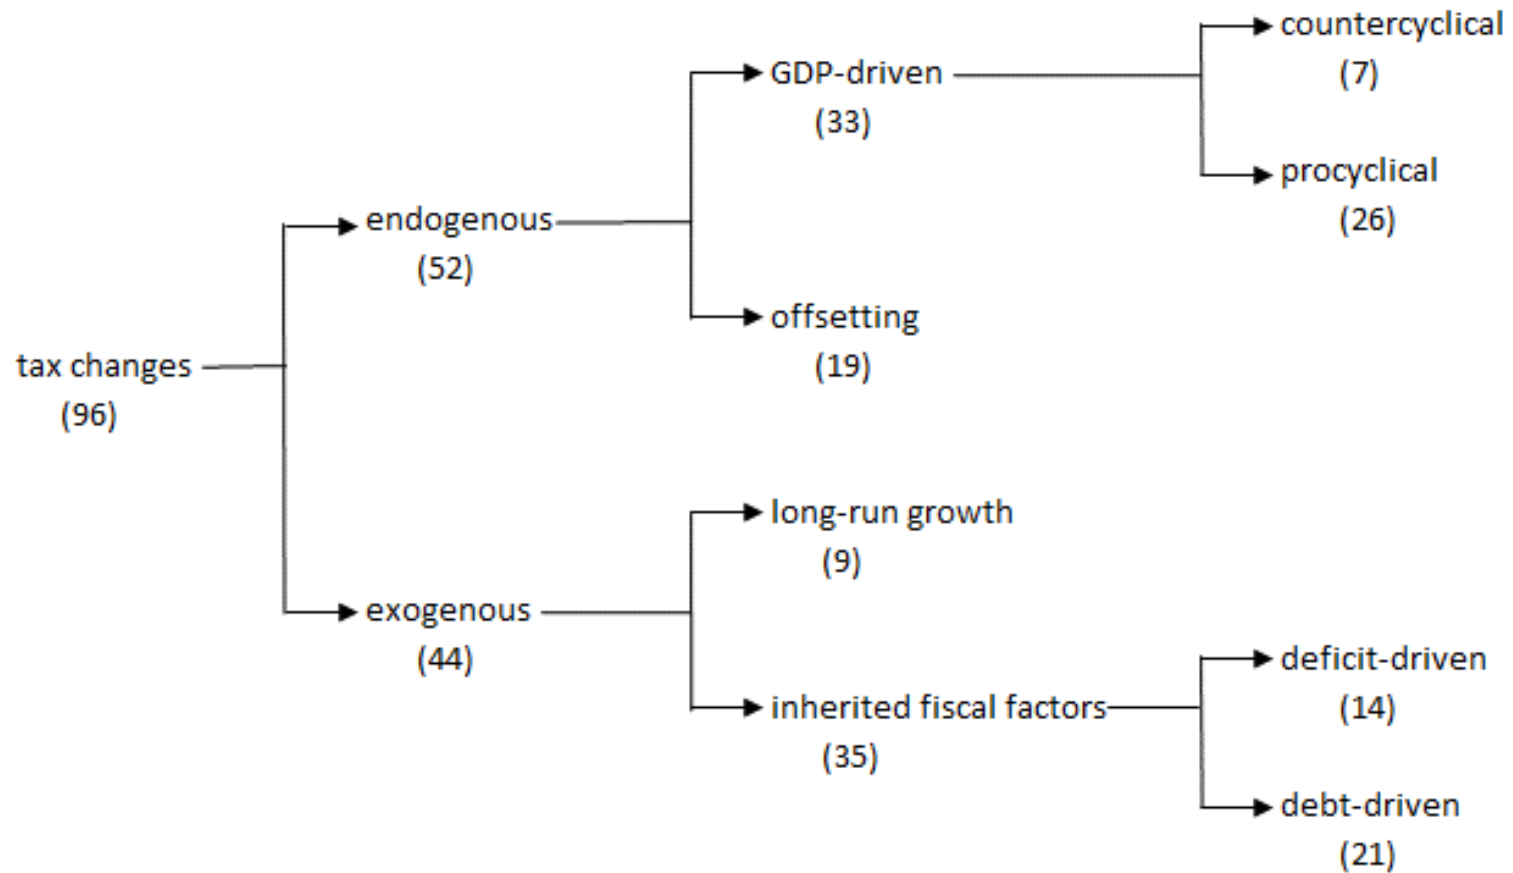 tax changes
(96)
endogenous
(52)
exogenous
(44)
GDP-driven
(33)
offsetting
(19)
long-run growth
(9)
inherited fiscal factors
(35)
countercyclical
(7)
procyclical
(26)
deficit-driven
(14)
debt-driven
(21)